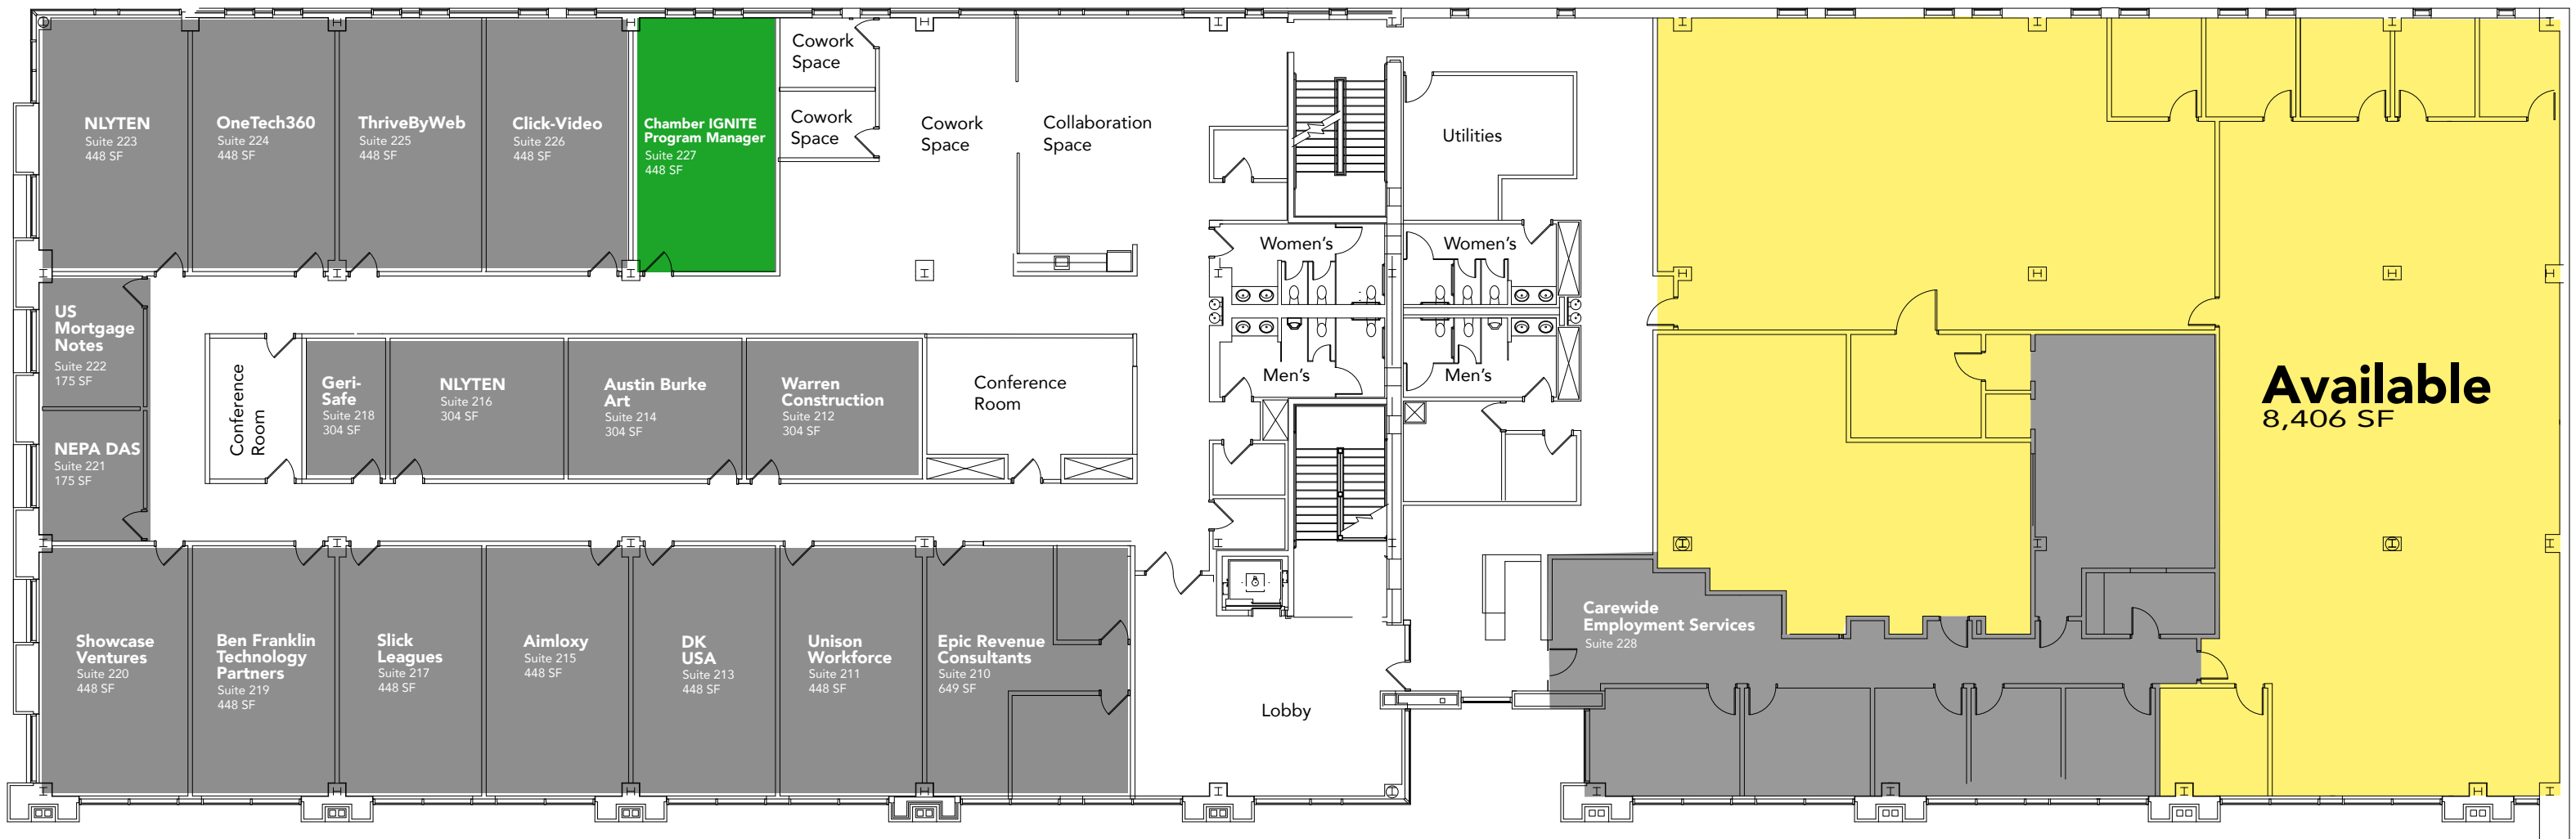 NLYTEN
Suite 223
448 SF
OneTech360
Suite 224
448 SF
ThriveByWeb
Suite 225
448 SF
Click-Video
Suite 226
448 SF
Chamber IGNITE
Program Manager
Suite 227
448 SF
Cowork
Space
Cowork
Space
Cowork
Space
Collaboration
Space
Utilities
Women's
Women's
Men's
Men's
US
Mortgage
Notes
Suite 222
175 SF
NEPA DAS
Suite 221
175 SF
Conference
Room
Geri-
Safe
Suite 218
304 SF
NLYTEN
Suite 216
304 SF
Austin Burke
Art
Suite 214
304 SF
Warren
Construction
Suite 212
304 SF
Conference
Room
Available
8,406 SF
Showcase
Ventures
Suite 220
448 SF
Ben Franklin
Technology
Partners
Suite 219
448 SF
Slick
Leagues
Suite 217
448 SF
Aimloxy
Suite 215
448 SF
DK
USA
Suite 213
448 SF
Unison
Workforce
Suite 211
448 SF
Epic Revenue
Consultants
Suite 210
649 SF
Lobby
Carewide
Employment Services
Suite 228